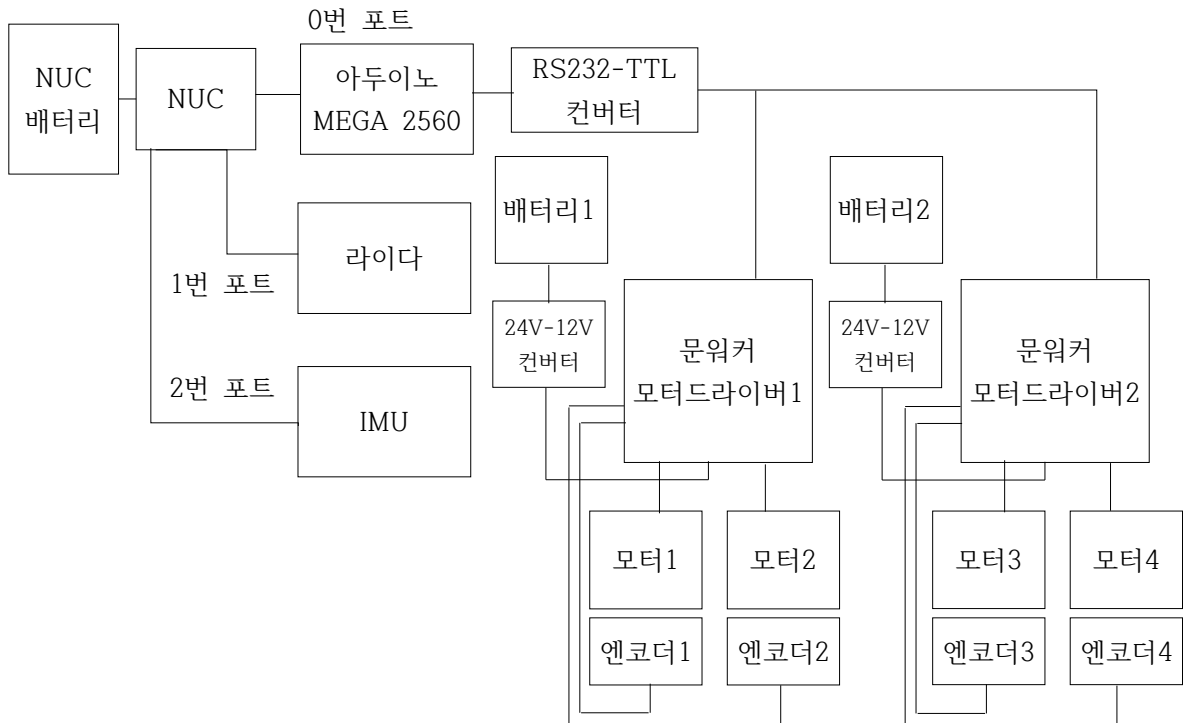 0번 포트
NUC
배터리
NUC
아두이노
MEGA 2560
RS232-TTL
컨버터
라이다
1번 포트
2번 포트
IMU
배터리1
배터리2
24V-12V
컨버터
문워커
모터드라이버1
24V-12V
컨버터
문워커
모터드라이버2
모터1
모터2
모터3
모터4
엔코더1
엔코더2
엔코더3
엔코더4